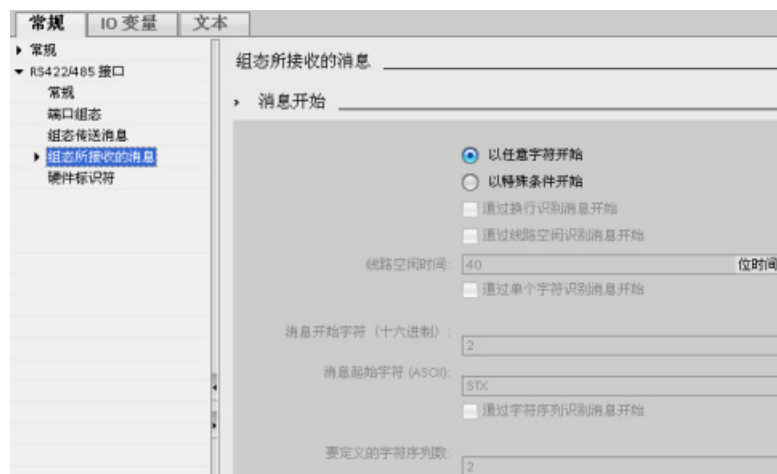 常规 IO 变量 文本
常规
RS422/485 接口
常规
端口组态
组态传送消息
组态所接收的消息
硬件标识符
组态所接收的消息
消息开始
以任意字符开始
以特殊条件开始
通过换行识别消息开始
通过线路空闲识别消息开始
线路空闲时间: 40 位时间
通过单个字符识别消息开始
消息开始字符（十六进制）:
2
消息起始字符 (ASCII):
STX
通过字符序列识别消息开始
要定义的字符序列数:
2